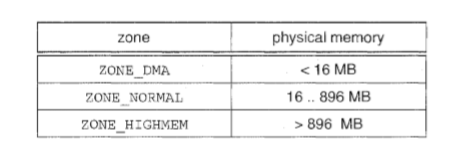 zone physical memory
ZONE_DMA < 16 MB
ZONE_NORMAL 16 .. 896 MB
ZONE_HIGHMEM > 896 MB